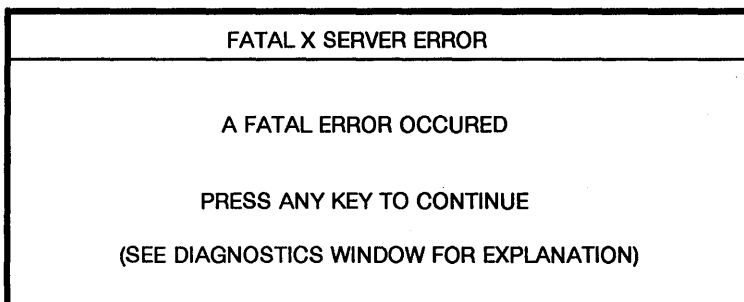 FATAL X SERVER ERROR
A FATAL ERROR OCCURED
PRESS ANY KEY TO CONTINUE
(SEE DIAGNOSTICS WINDOW FOR EXPLANATION)